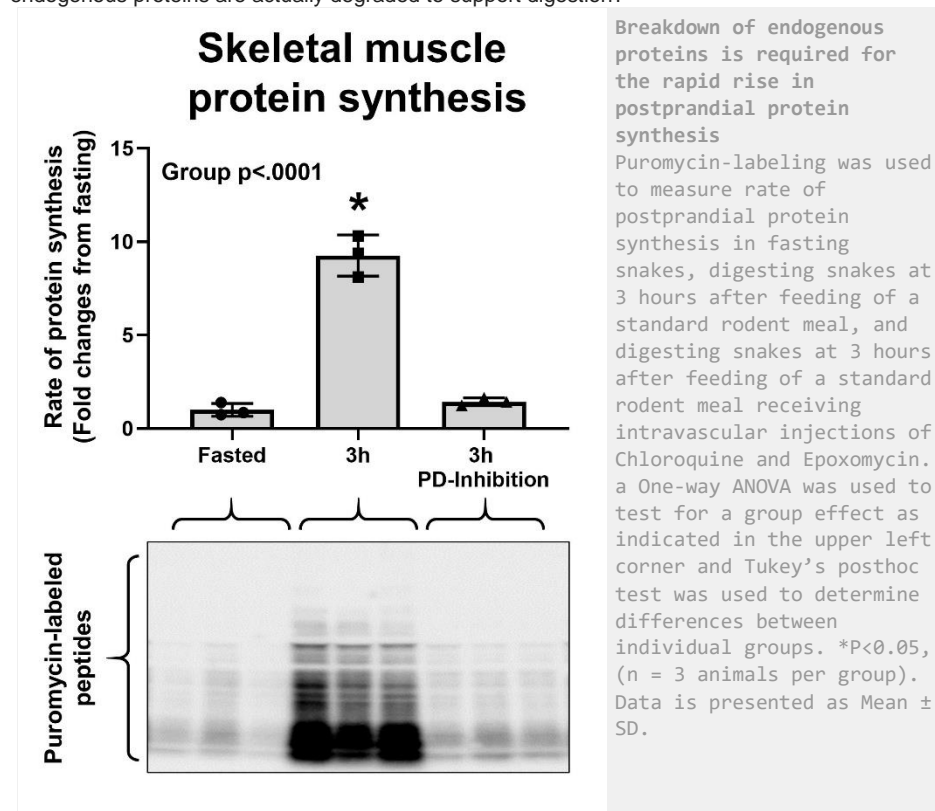 endogenous proteins are actually degraded to support digestion?
Skeletal muscle
protein synthesis
Rate of protein synthesis
(Fold changes from fasting)
15
10
5
0
Group p<.0001
*
Fasted
3h
3h
PD-Inhibition
Puromycin-labeled
peptides
Breakdown of endogenous
proteins is required for
the rapid rise in
postprandial protein
synthesis
Puromycin-labeling was used
to measure rate of
postprandial protein
synthesis in fasting
snakes, digesting snakes at
3 hours after feeding of a
standard rodent meal, and
digesting snakes at 3 hours
after feeding of a standard
rodent meal receiving
intravascular injections of
Chloroquine and Epoxomycin.
a One-way ANOVA was used to
test for a group effect as
indicated in the upper left
corner and Tukey’s posthoc
test was used to determine
differences between
individual groups. *P<0.05,
(n = 3 animals per group).
Data is presented as Mean ±
SD.